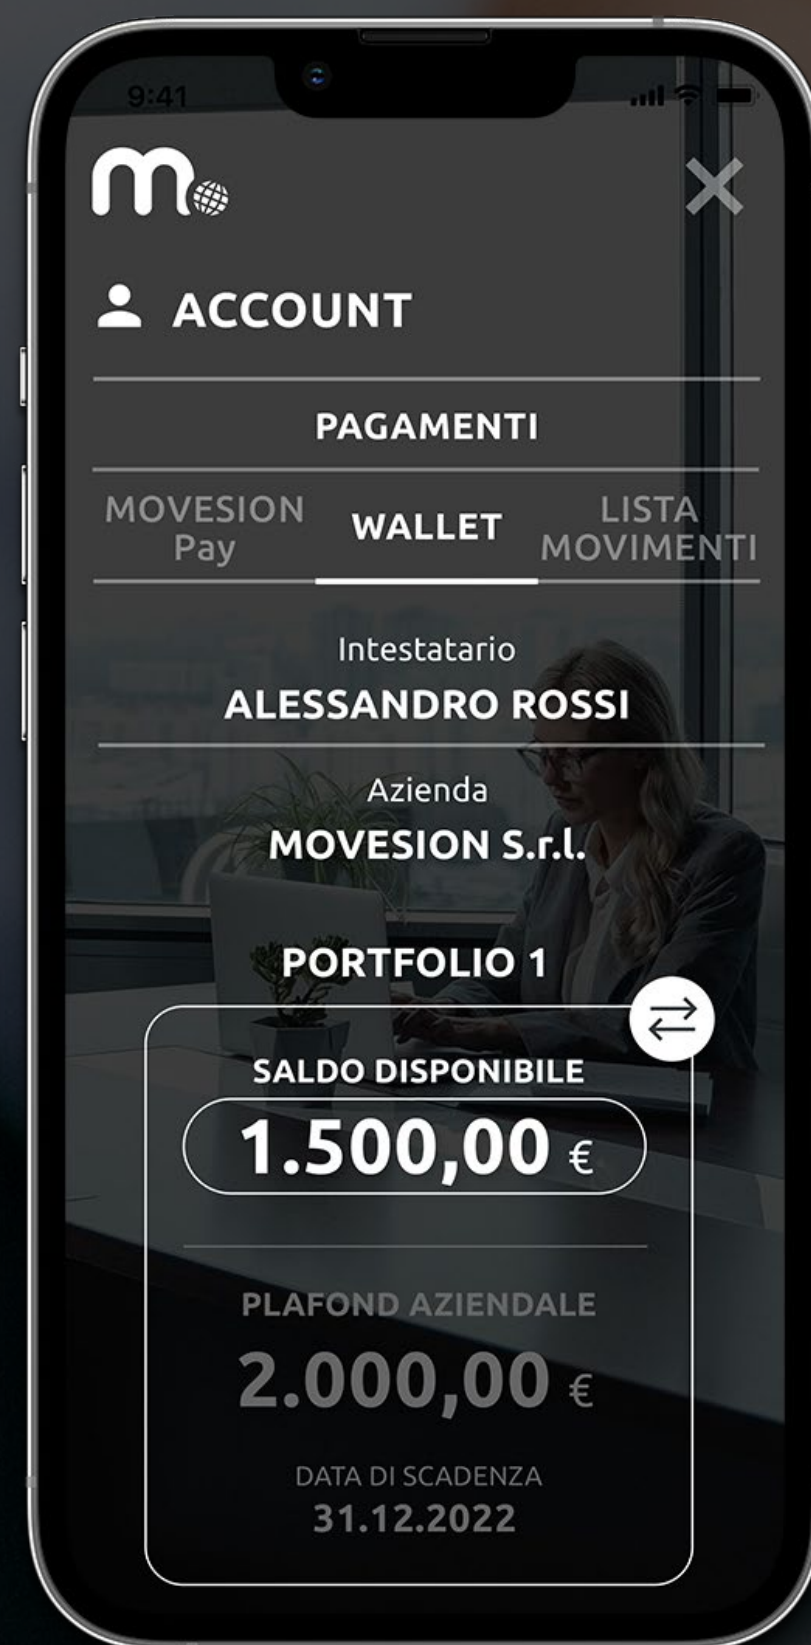 9:41
m
ACCOUNT
PAGAMENTI
MOVESION
Pay
WALLET
LISTA
MOVIMENTI
Intestatario
ALESSANDRO ROSSI
Azienda
MOVESION S.r.l.
PORTFOLIO 1
SALDO DISPONIBILE
1.500,00 €
PLAFOND AZIENDALE
2.000,00 €
DATA DI SCADENZA
31.12.2022